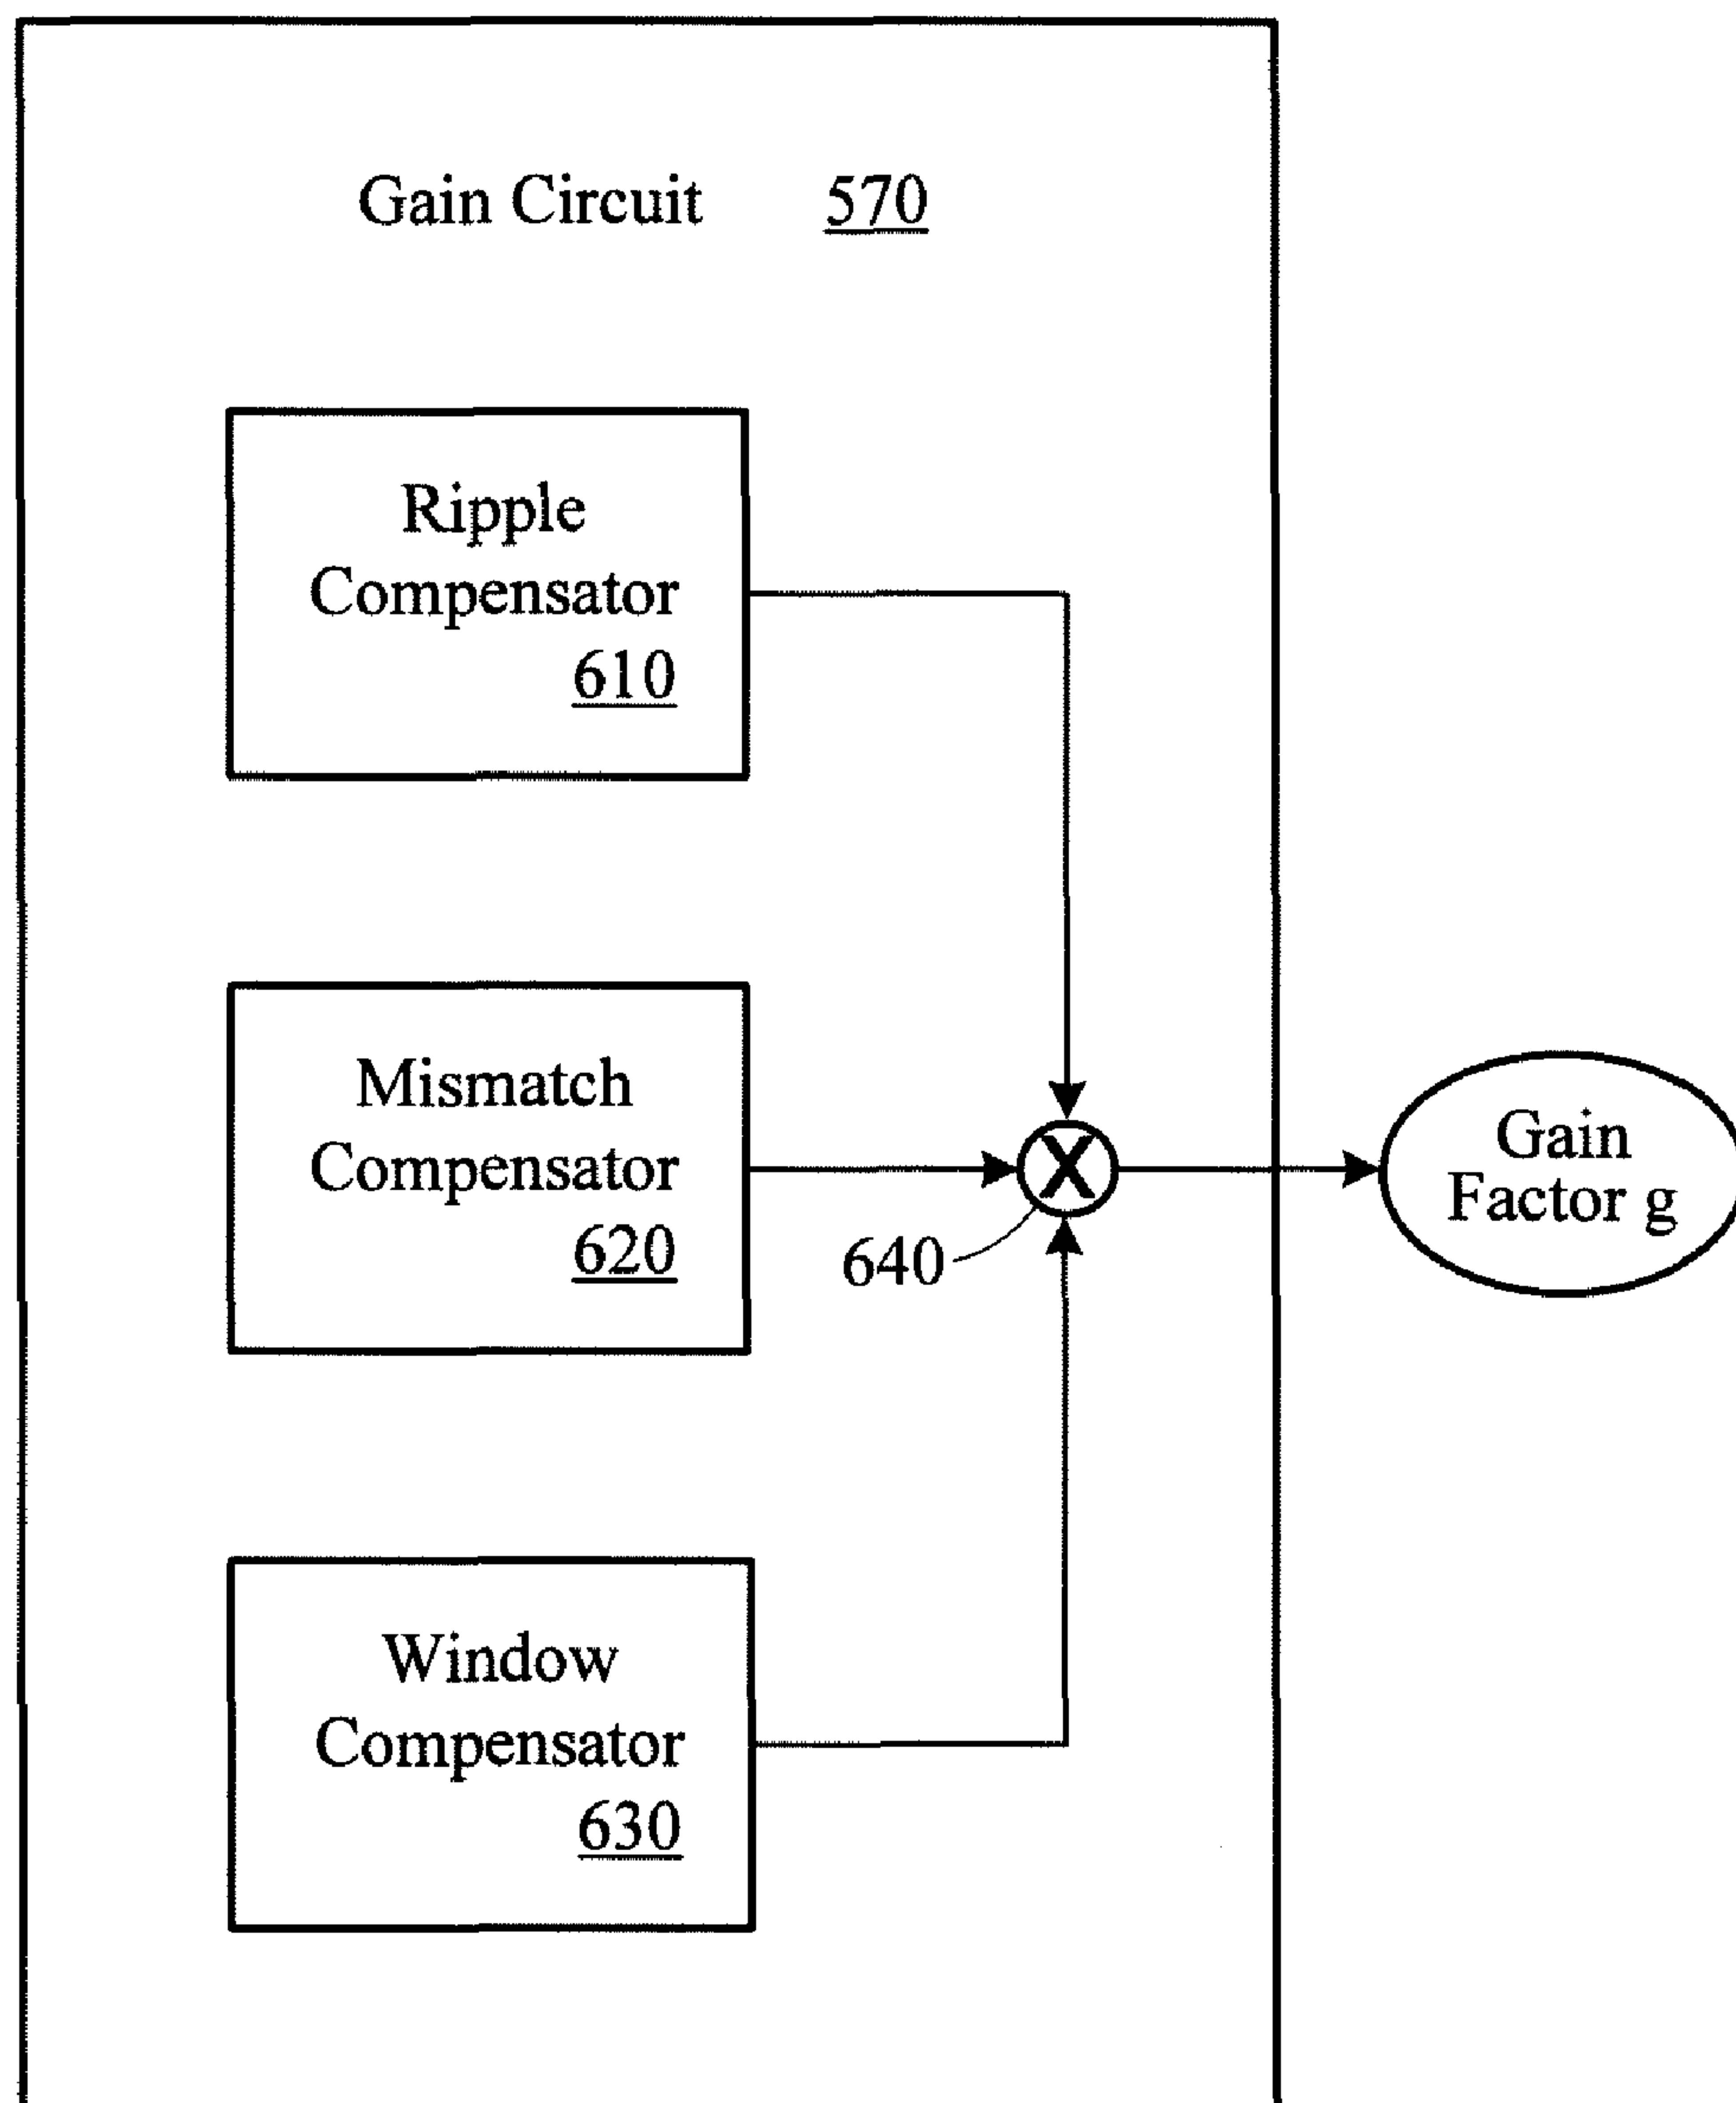 Gain Circuit 570
Ripple
Compensator
610
Mismatch
Compensator
620
X
640
Gain
Factor g
Window
Compensator
630